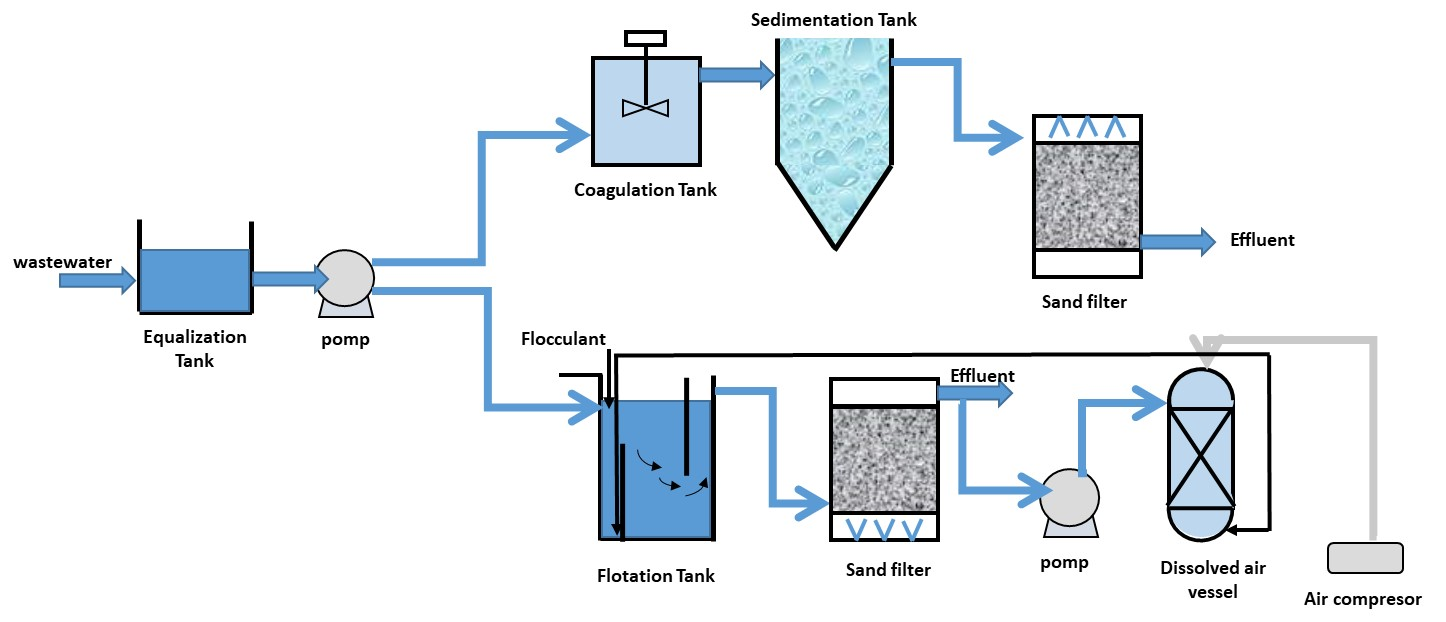 Sedimentation Tank
Coagulation Tank
wastewater
Effluent
Equalization
Tank
pomp
Sand filter
Flocculant
Effluent
Flotation Tank
Sand filter
pomp
Dissolved air
vessel
Air compresor